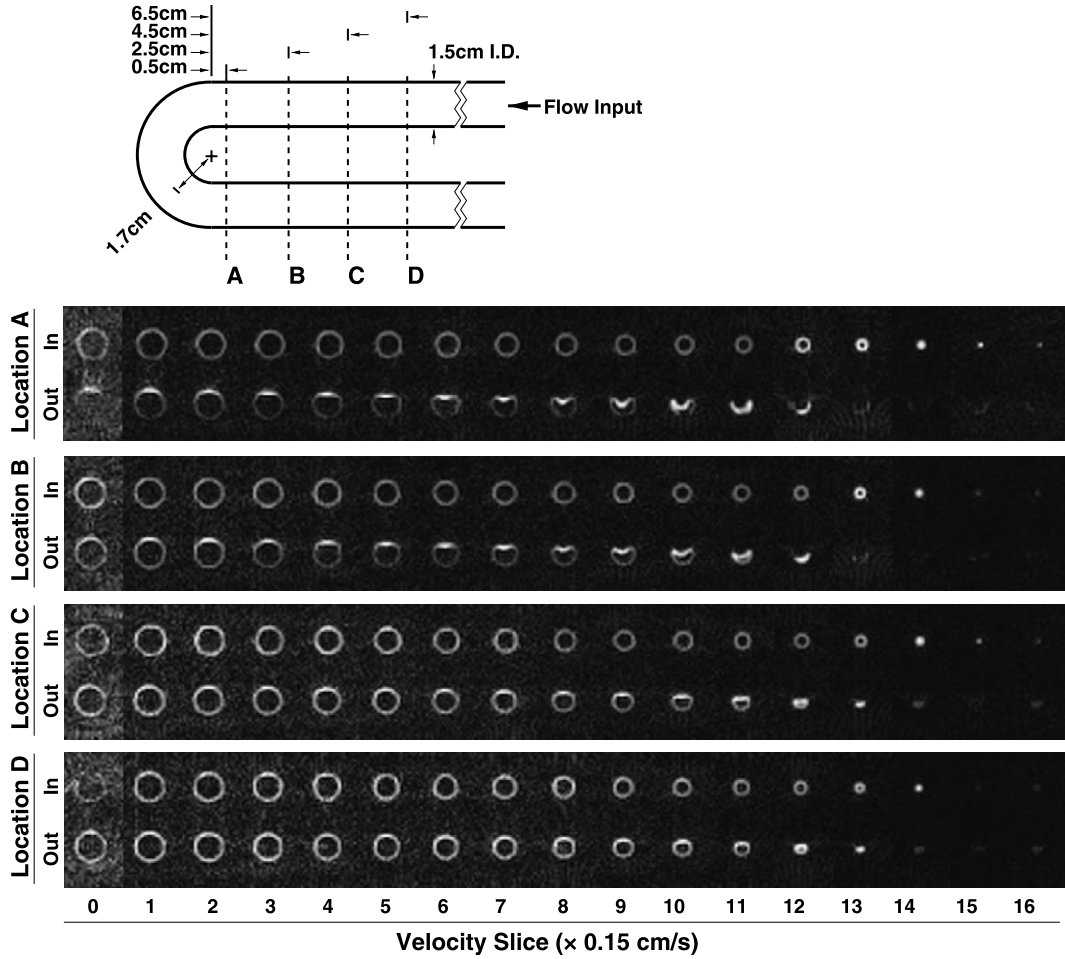 6.5cm
4.5cm
2.5cm
0.5cm
1.5cm I.D.
Flow Input
1.7cm
A B C D
Location A
In
Out
Location B
In
Out
Location C
In
Out
Location D
In
Out
0 1 2 3 4 5 6 7 8 9 10 11 12 13 14 15 16
Velocity Slice (× 0.15 cm/s)